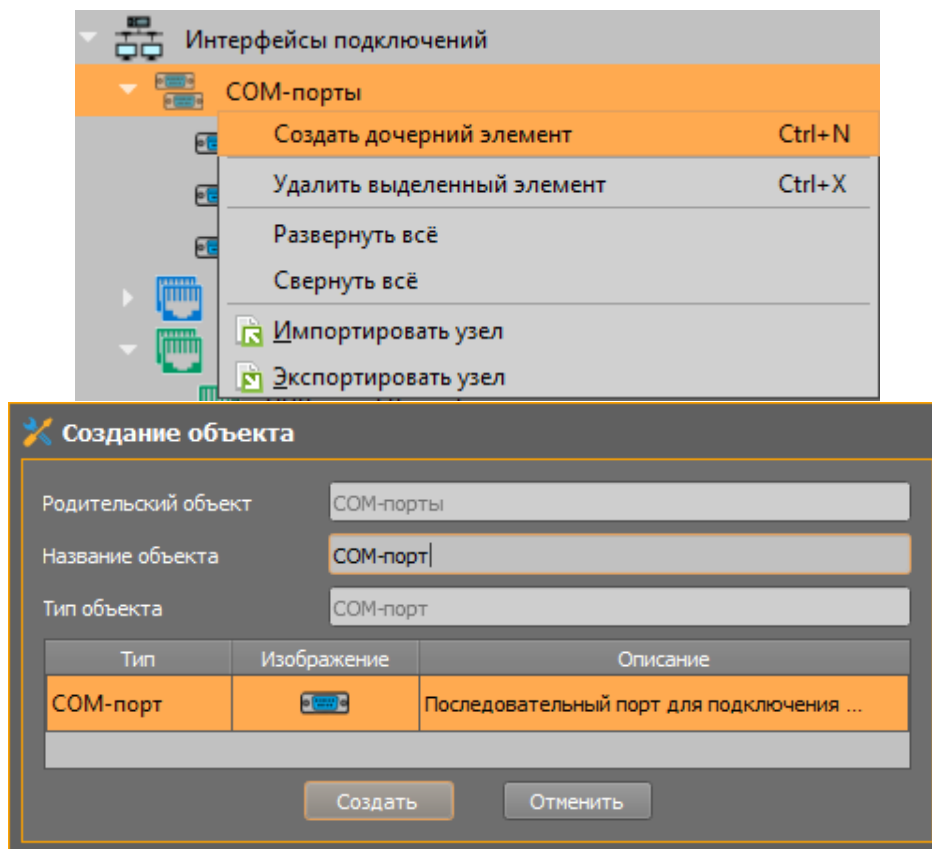 Интерфейсы подключений
COM-порты
Создать дочерний элемент Ctrl+N
Удалить выделенный элемент Ctrl+X
Развернуть всё
Свернуть всё
Импортировать узел
Экспортировать узел
Создание объекта
Родительский объект COM-порты
Название объекта COM-порт
Тип объекта COM-порт
Тип Изображение Описание
COM-порт Последовательный порт для подключения ...
Создать Отменить